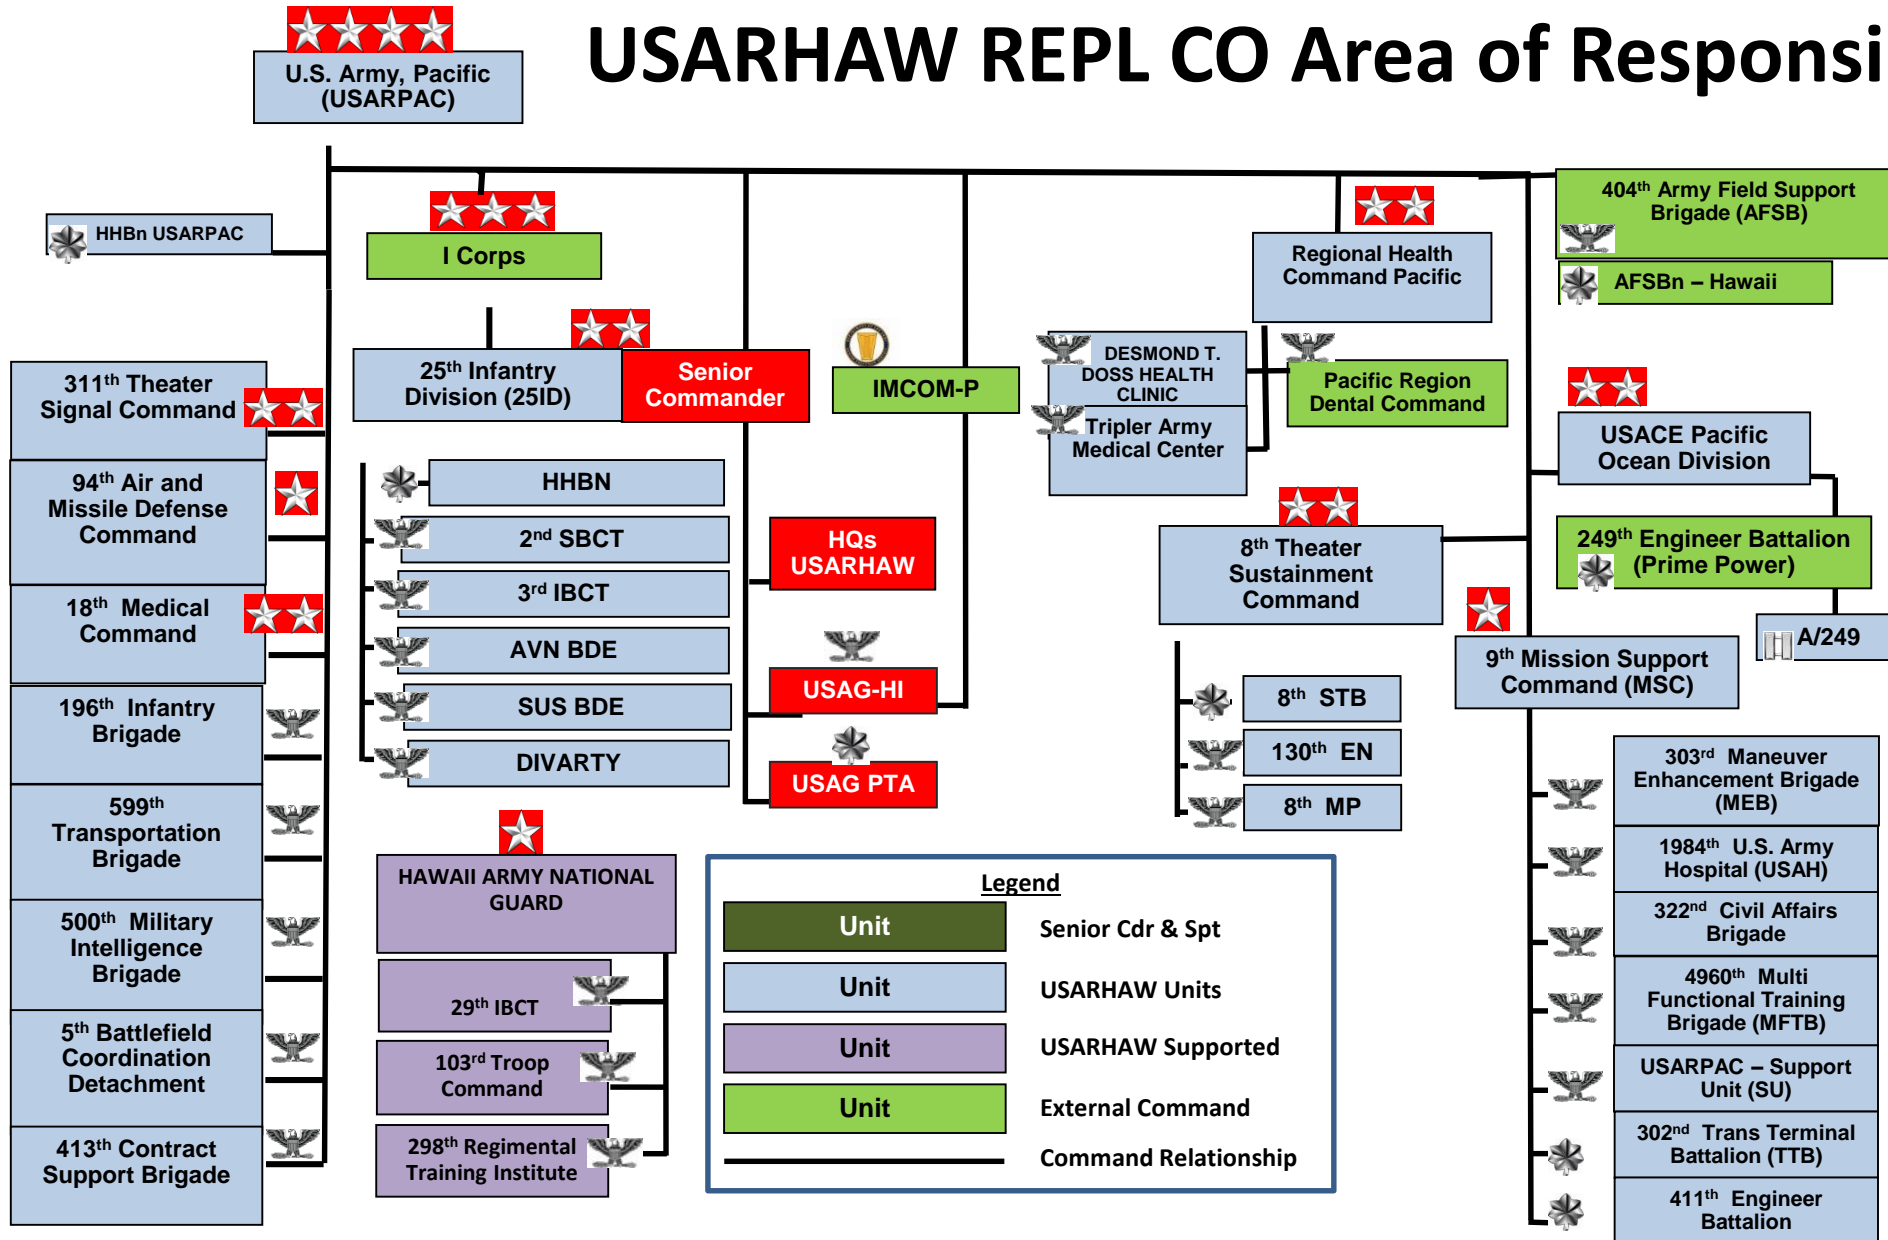 USARHAW REPL CO Area of Responsi
U.S. Army, Pacific
(USARPAC)
HHBn USARPAC
I Corps
Regional Health
Command Pacific
404th Army Field Support
Brigade (AFSB)
AFSBn – Hawaii
311th Theater
Signal Command
94th Air and
Missile Defense
Command
18th Medical
Command
196th Infantry
Brigade
599th
Transportation
Brigade
500th Military
Intelligence
Brigade
5th Battlefield
Coordination
Detachment
413th Contract
Support Brigade
25th Infantry
Division (25ID)
Senior
Commander
HHBN
2nd SBCT
3rd IBCT
AVN BDE
SUS BDE
DIVARTY
HQs
USARHAW
USAG-HI
USAG PTA
IMCOM-P
DESMOND T.
DOSS HEALTH
CLINIC
Tripler Army
Medical Center
Pacific Region
Dental Command
USACE Pacific
Ocean Division
249th Engineer Battalion
(Prime Power)
A/249
8th Theater
Sustainment
Command
8th STB
130th EN
8th MP
9th Mission Support
Command (MSC)
303rd Maneuver
Enhancement Brigade
(MEB)
1984th U.S. Army
Hospital (USAH)
322nd Civil Affairs
Brigade
4960th Multi
Functional Training
Brigade (MFTB)
USARPAC – Support
Unit (SU)
302nd Trans Terminal
Battalion (TTB)
411th Engineer
Battalion
HAWAII ARMY NATIONAL
GUARD
29th IBCT
103rd Troop
Command
298th Regimental
Training Institute
Legend
Unit Senior Cdr & Spt
Unit USARHAW Units
Unit USARHAW Supported
Unit External Command
Command Relationship